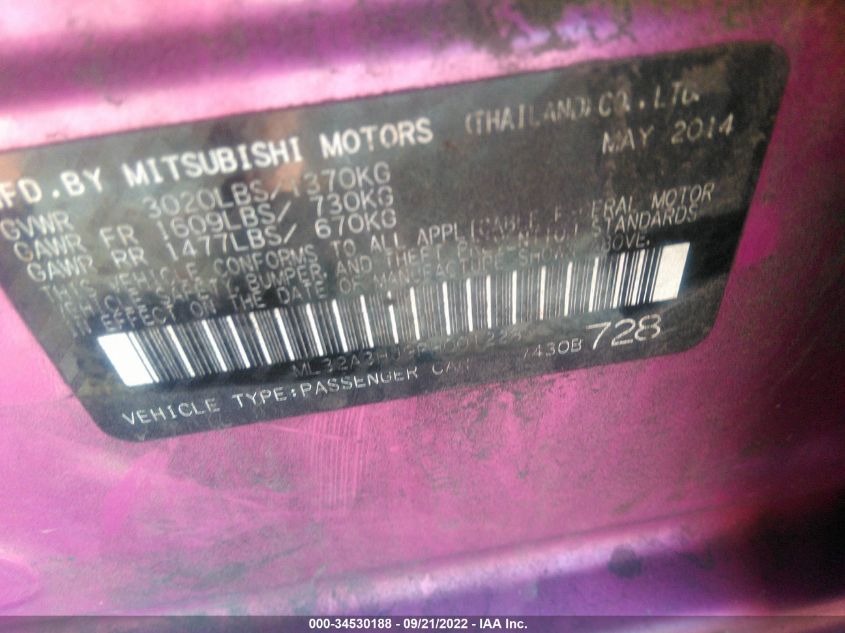 MFD.BY MITSUBISHI MOTORS (THAILAND)CO.,LTD.
MAY 2014
GVWR 3020LBS/1370KG
GAWR FR 1609LBS/ 730KG
GAWR RR 1477LBS/ 670KG
THIS VEHICLE CONFORMS TO ALL APPLICABLE FEDERAL MOTOR
VEHICLE SAFETY BUMPER, AND THEFT PREVENTION STANDARDS
IN EFFECT ON THE DATE OF MANUFACTURE SHOWN ABOVE.
7430B 728
VEHICLE TYPE:PASSENGER CAR
000-34530188 - 09/21/2022 - IAA Inc.